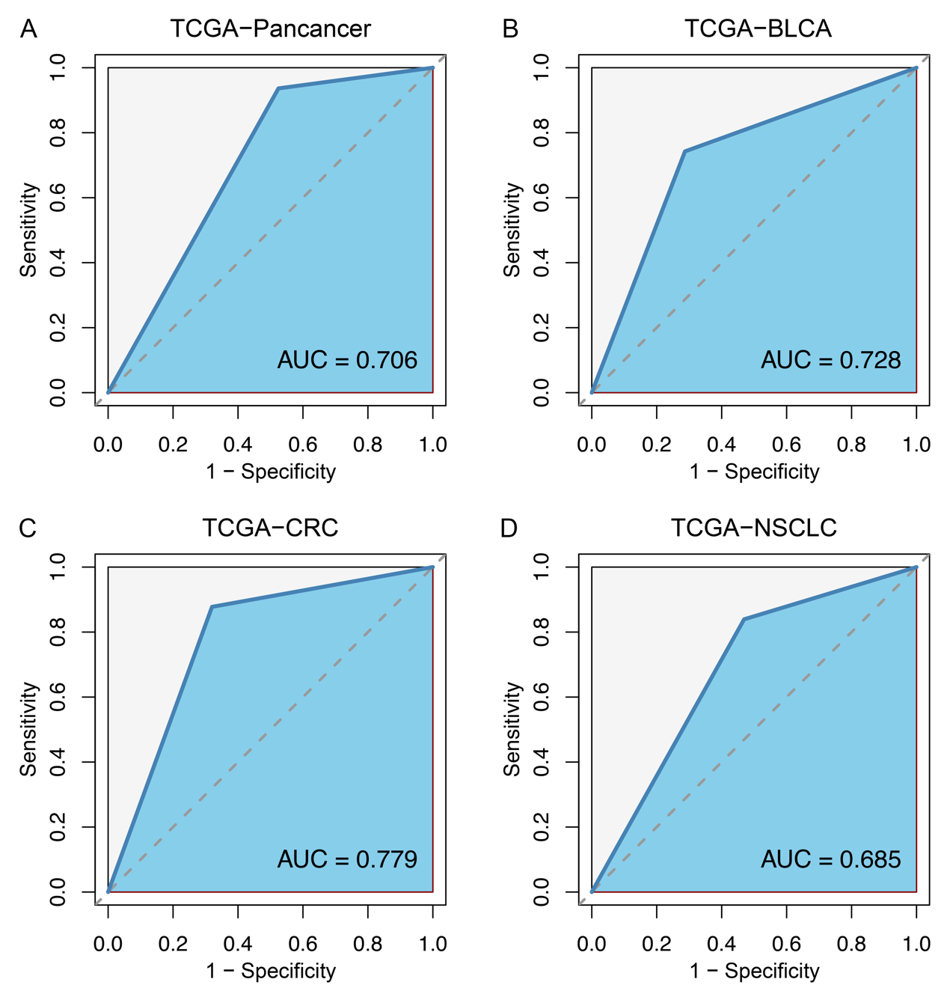 A
TCGA−Pancancer
Sensitivity
0.0 0.2 0.4 0.6 0.8 1.0
AUC = 0.706
0.0 0.2 0.4 0.6 0.8 1.0
1 − Specificity
B
TCGA−BLCA
Sensitivity
0.0 0.2 0.4 0.6 0.8 1.0
AUC = 0.728
0.0 0.2 0.4 0.6 0.8 1.0
1 − Specificity
C
TCGA−CRC
Sensitivity
0.0 0.2 0.4 0.6 0.8 1.0
AUC = 0.779
0.0 0.2 0.4 0.6 0.8 1.0
1 − Specificity
D
TCGA−NSCLC
Sensitivity
0.0 0.2 0.4 0.6 0.8 1.0
AUC = 0.685
0.0 0.2 0.4 0.6 0.8 1.0
1 − Specificity